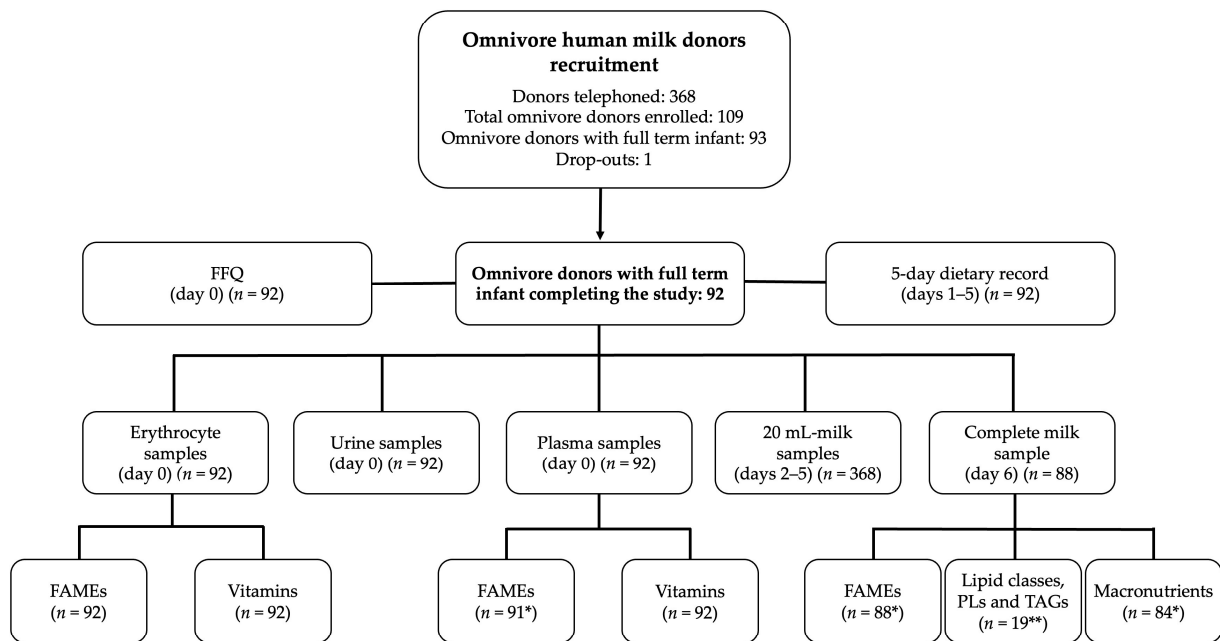 Omnivore human milk donors
recruitment
Donors telephoned: 368
Total omnivore donors enrolled: 109
Omnivore donors with full term infant: 93
Drop-outs: 1
FFQ
(day 0) (n = 92)
Omnivore donors with full term
infant completing the study: 92
5-day dietary record
(days 1–5) (n = 92)
Erythrocyte
samples
(day 0) (n = 92)
Urine samples
(day 0) (n = 92)
Plasma samples
(day 0) (n = 92)
20 mL-milk
samples
(days 2–5) (n = 368)
Complete milk
sample
(day 6) (n = 88)
FAMEs
(n = 92)
Vitamins
(n = 92)
FAMEs
(n = 91*)
Vitamins
(n = 92)
FAMEs
(n = 88*)
Lipid classes,
PLs and TAGs
(n = 19**)
Macronutrients
(n = 84*)